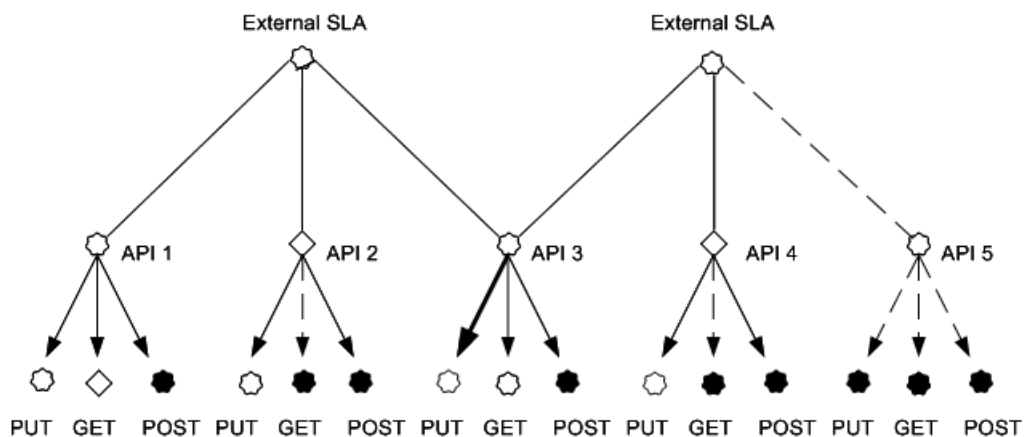 External SLA External SLA
API 1 API 2 API 3 API 4 API 5
PUT GET POST PUT GET POST PUT GET POST PUT GET POST PUT GET POST